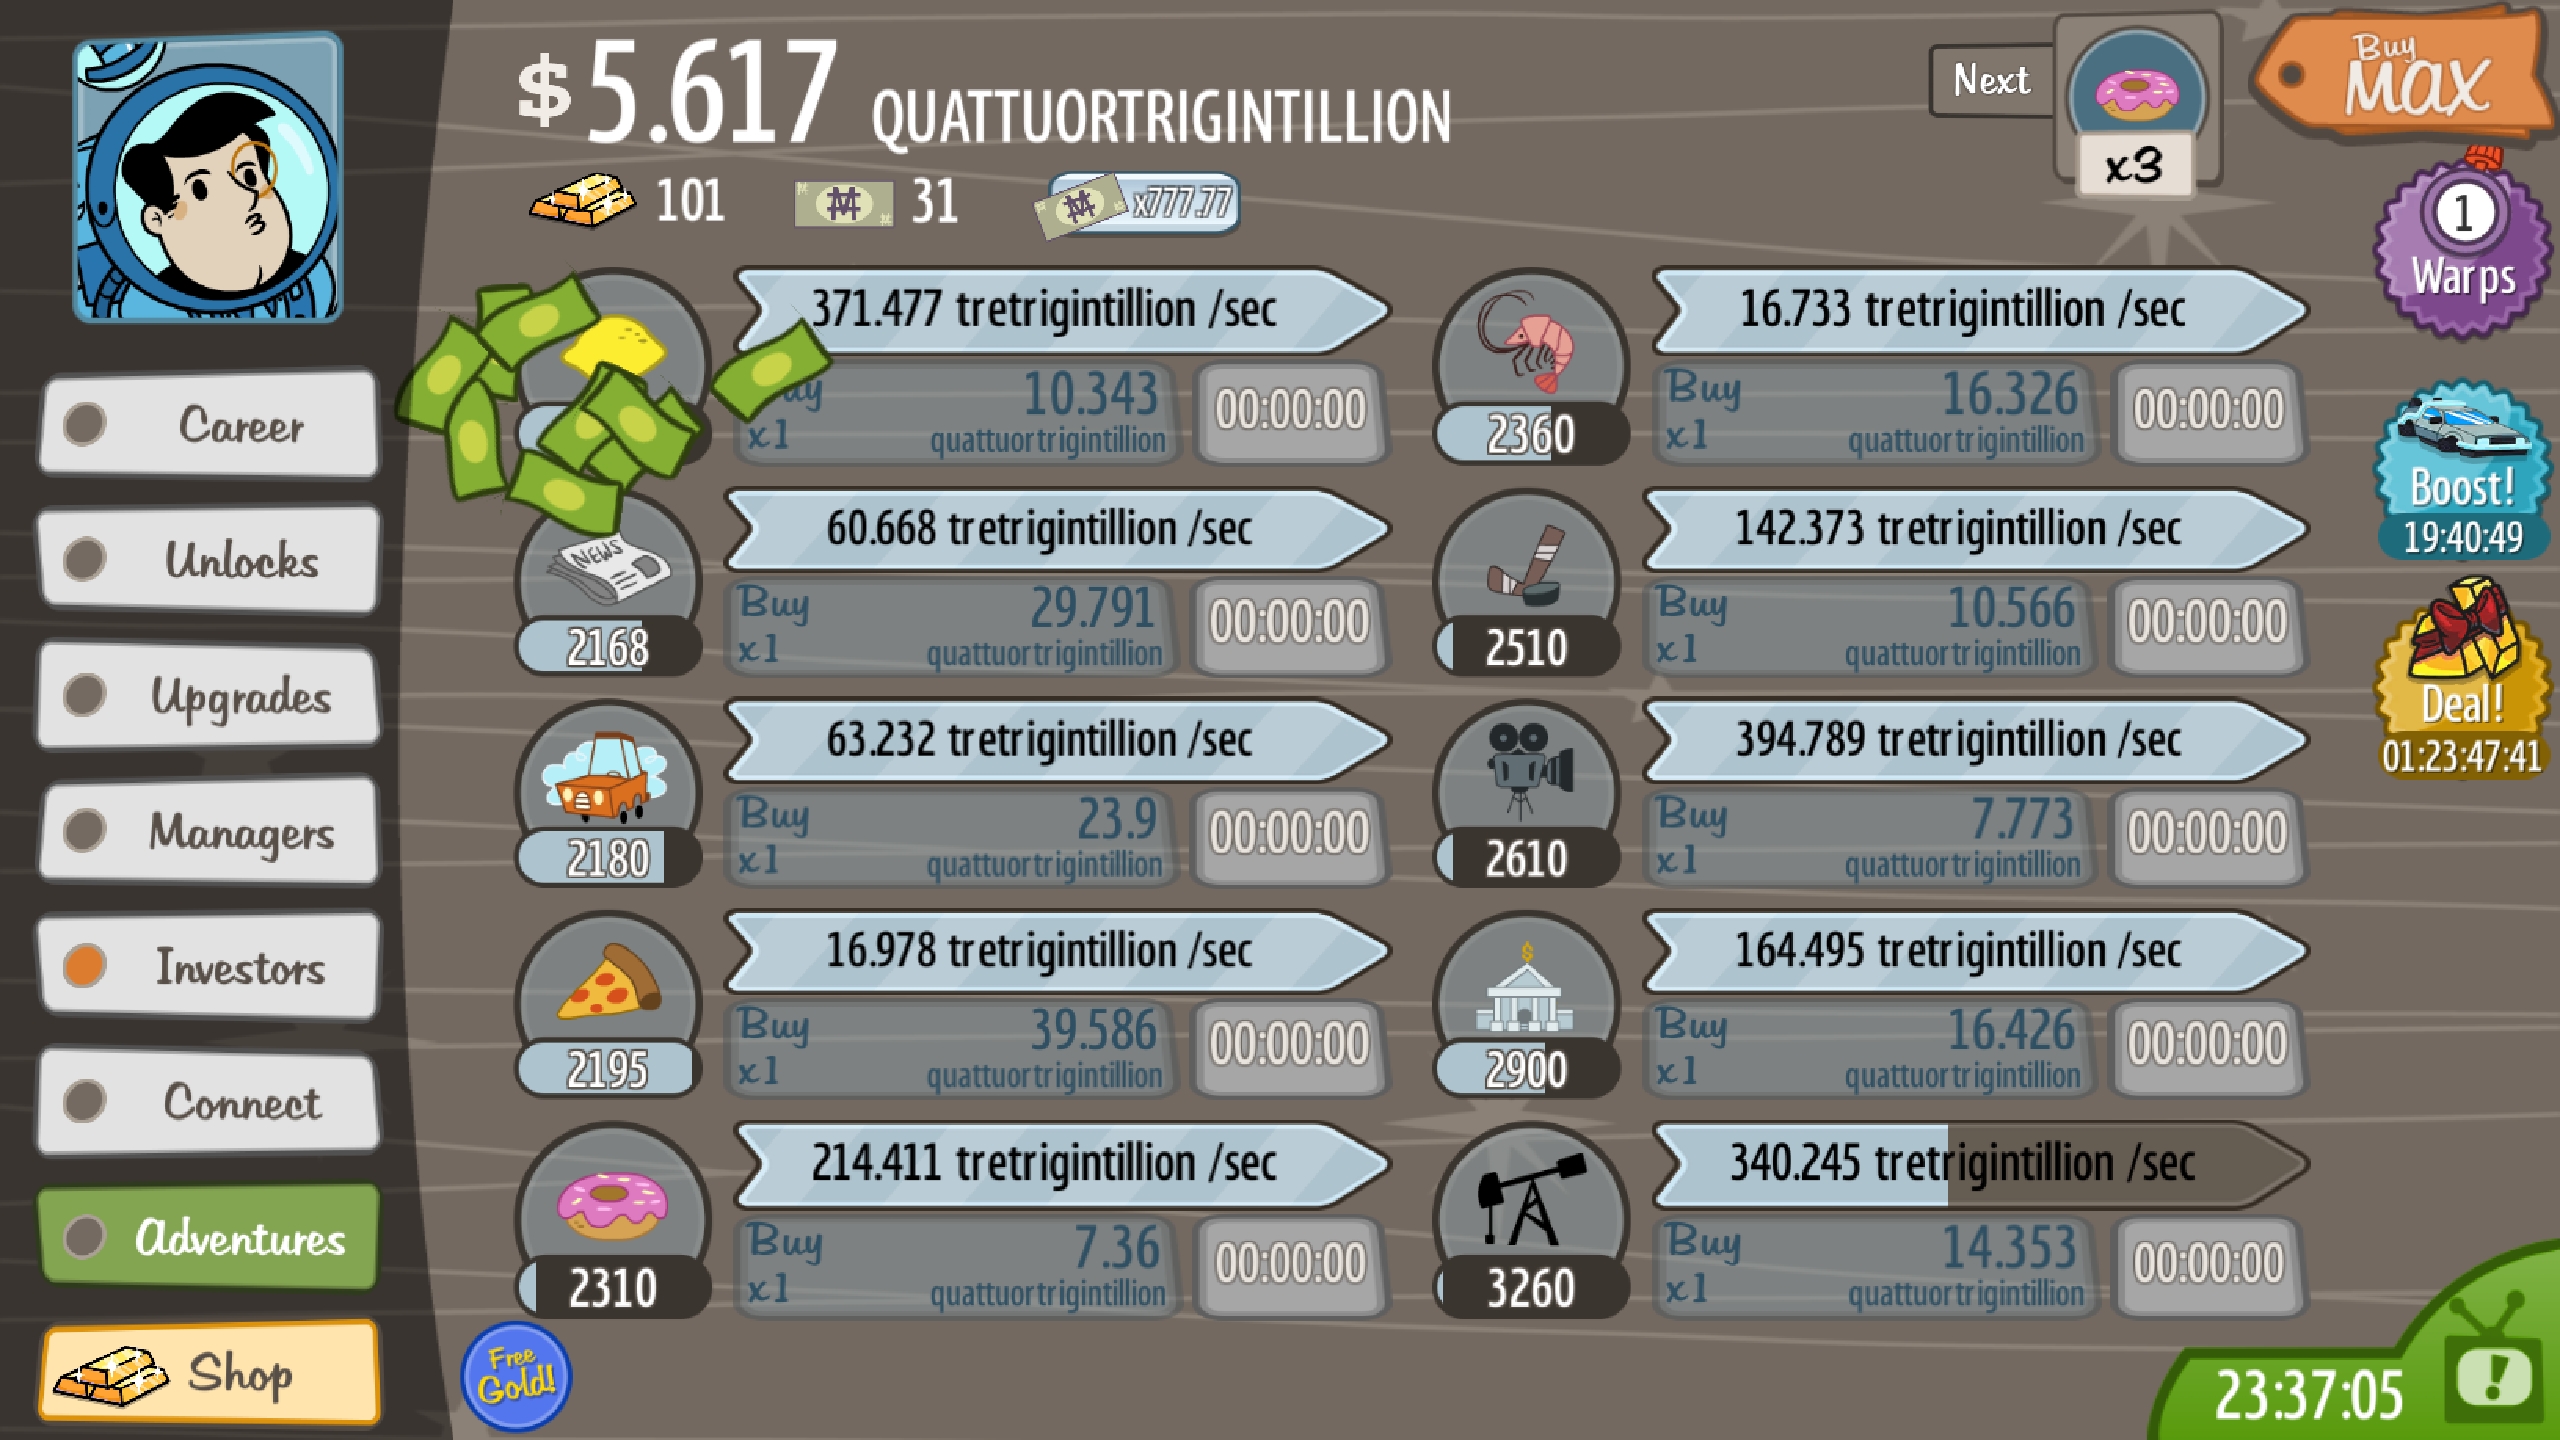 $5.617 QUATTUORTRIGINTILLION
101
31
x777.77
Next
x3
Buy
MAX
1
Warps
Boost!
19:40:49
Deal!
01:23:47:41
Career
Unlocks
Upgrades
Managers
Investors
Connect
Adventures
Shop
371.477 tretrigintillion /sec
x1
10.343
quattuortrigintillion
00:00:00
16.733 tretrigintillion /sec
2360
Buy
x1
16.326
quattuortrigintillion
00:00:00
NEWS
60.668 tretrigintillion /sec
2168
Buy
x1
29.791
quattuortrigintillion
00:00:00
142.373 tretrigintillion /sec
2510
Buy
x1
10.566
quattuortrigintillion
00:00:00
63.232 tretrigintillion /sec
2180
Buy
x1
23.9
quattuortrigintillion
00:00:00
394.789 tretrigintillion /sec
2610
Buy
x1
7.773
quattuortrigintillion
00:00:00
16.978 tretrigintillion /sec
2195
Buy
x1
39.586
quattuortrigintillion
00:00:00
$
164.495 tretrigintillion /sec
2900
Buy
x1
16.426
quattuortrigintillion
00:00:00
214.411 tretrigintillion /sec
2310
Buy
x1
7.36
quattuortrigintillion
00:00:00
340.245 tretrigintillion /sec
3260
Buy
x1
14.353
quattuortrigintillion
00:00:00
Free
Gold!
23:37:05
!